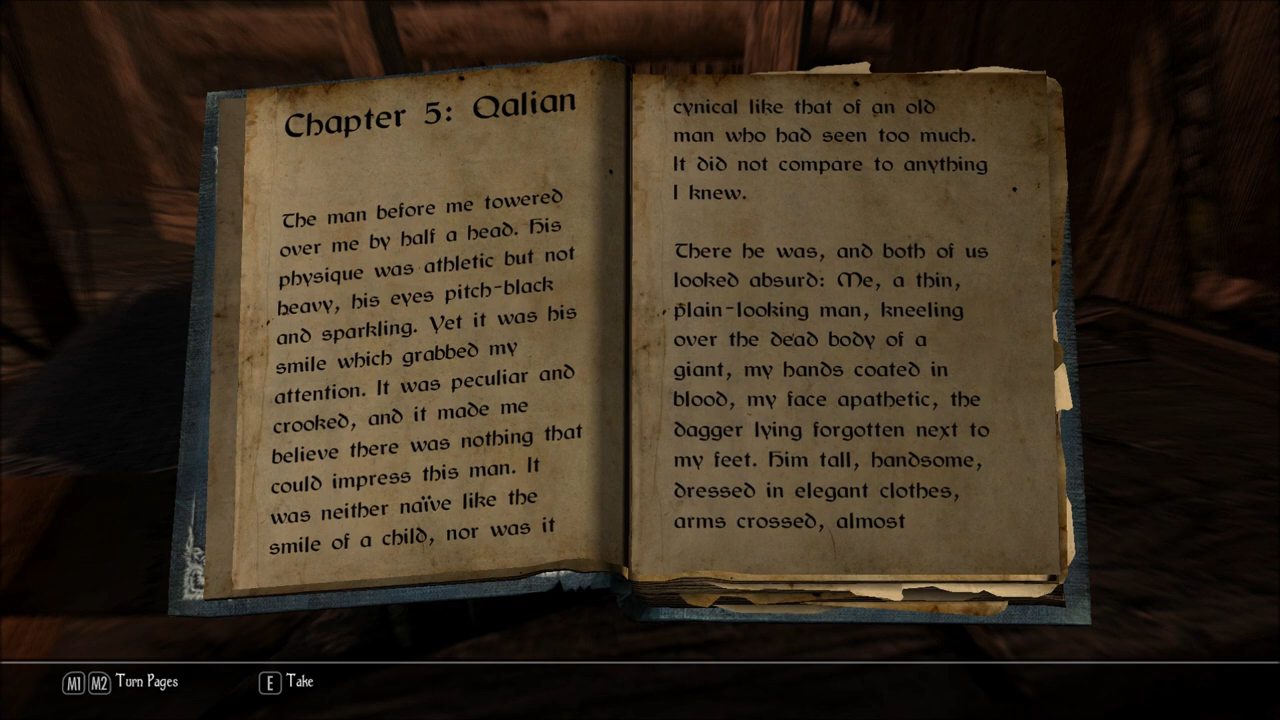 Chapter 5: Qalian
The man before me towered
over me by half a head. His
physique was athletic but not
heavy, his eyes pitch-black
and sparkling. Yet it was his
smile which grabbed my
attention. It was peculiar and
crooked, and it made me
believe there was nothing that
could impress this man. It
was neither naïve like the
smile of a child, nor was it
cynical like that of an old
man who had seen too much.
It did not compare to anything
I knew.
There he was, and both of us
looked absurd: Me, a thin,
plain-looking man, kneeling
over the dead body of a
giant, my hands coated in
blood, my face apathetic, the
dagger lying forgotten next to
my feet. Him tall, handsome,
dressed in elegant clothes,
arms crossed, almost
M1 M2 Turn Pages
E Take